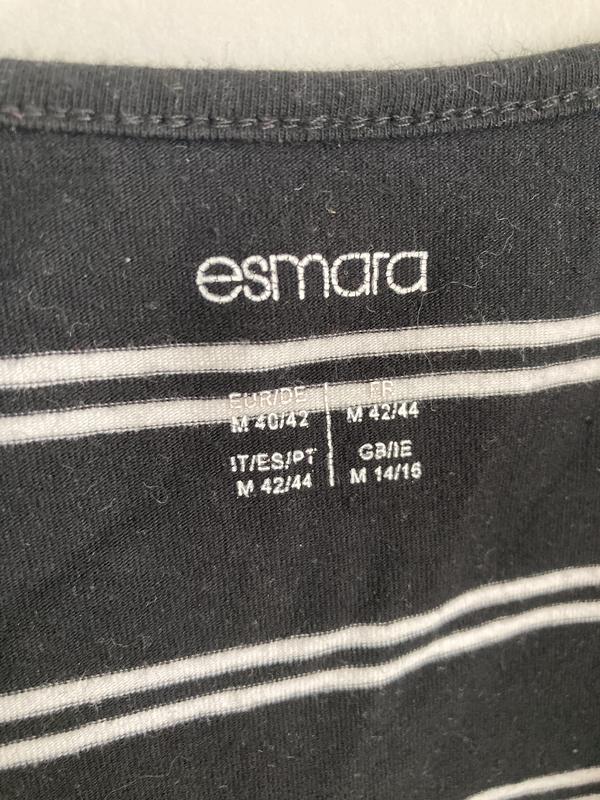 esmara
EUR/DE
M 40/42
FR
M 42/44
IT/ES/PT
M 42/44
GB/IE
M 14/16